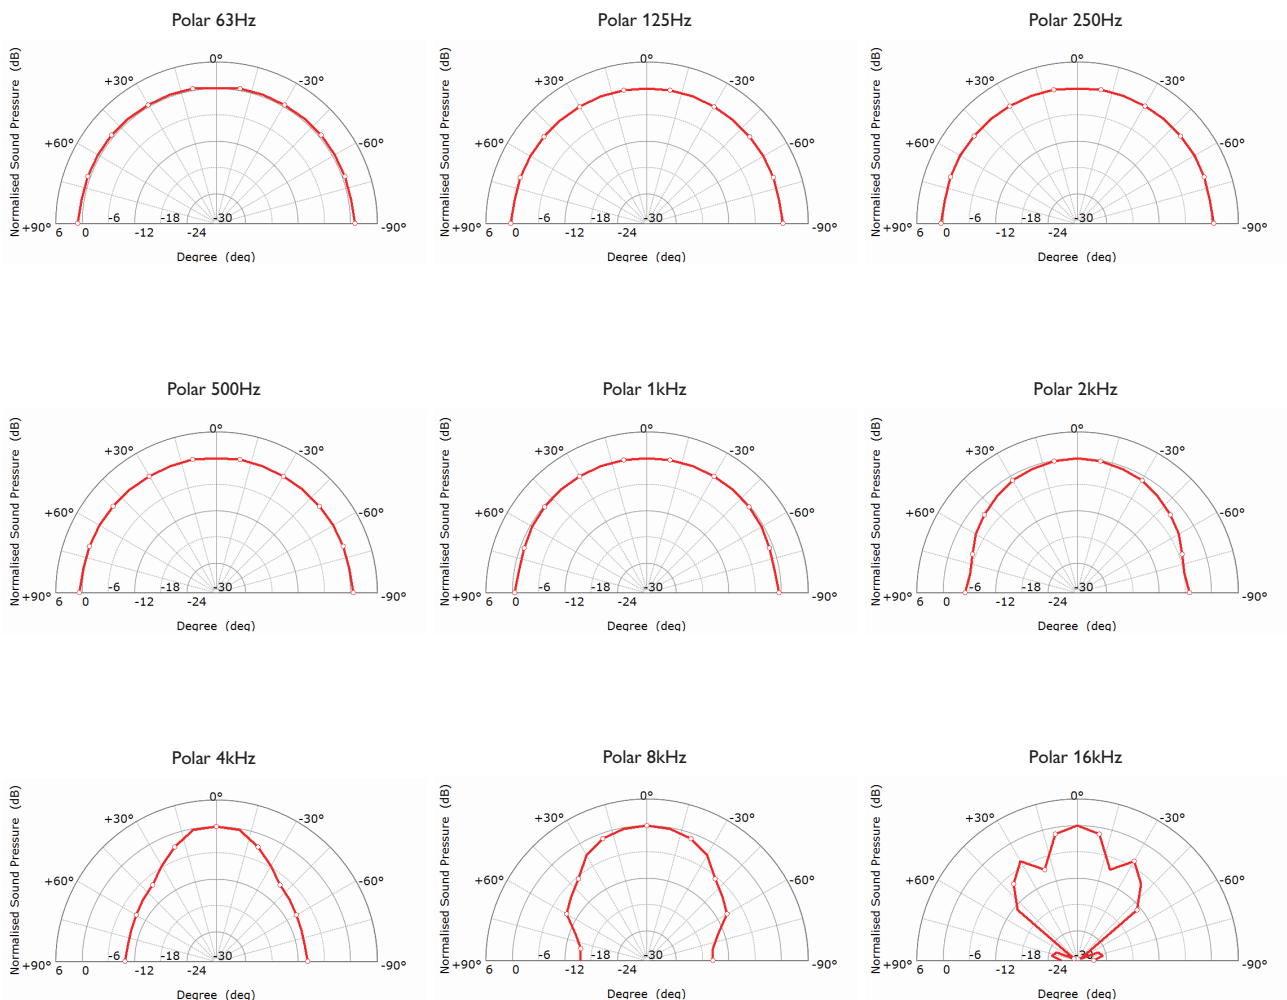 Polar 63Hz
Polar 125Hz
Polar 250Hz
Normalised Sound Pressure (dB)
0°
+30°
-30°
+60°
-60°
-6 -18 -30
+90° -90°
6 0 -12 -24
Degree (deg)
Normalised Sound Pressure (dB)
0°
+30°
-30°
+60°
-60°
-6 -18 -30
+90° -90°
6 0 -12 -24
Degree (deg)
Normalised Sound Pressure (dB)
0°
+30°
-30°
+60°
-60°
-6 -18 -30
+90° -90°
6 0 -12 -24
Degree (deg)
Polar 500Hz
Polar 1kHz
Polar 2kHz
Normalised Sound Pressure (dB)
0°
+30°
-30°
+60°
-60°
-6 -18 -30
+90° -90°
6 0 -12 -24
Degree (deg)
Normalised Sound Pressure (dB)
0°
+30°
-30°
+60°
-60°
-6 -18 -30
+90° -90°
6 0 -12 -24
Degree (deg)
Normalised Sound Pressure (dB)
0°
+30°
-30°
+60°
-60°
-6 -18 -30
+90° -90°
6 0 -12 -24
Degree (deg)
Polar 4kHz
Polar 8kHz
Polar 16kHz
Normalised Sound Pressure (dB)
0°
+30°
-30°
+60°
-60°
-6 -18 -30
+90° -90°
6 0 -12 -24
Degree (deg)
Normalised Sound Pressure (dB)
0°
+30°
-30°
+60°
-60°
-6 -18 -30
+90° -90°
6 0 -12 -24
Degree (deg)
Normalised Sound Pressure (dB)
0°
+30°
-30°
+60°
-60°
-6 -18 -30
+90° -90°
6 0 -12 -24
Degree (deg)